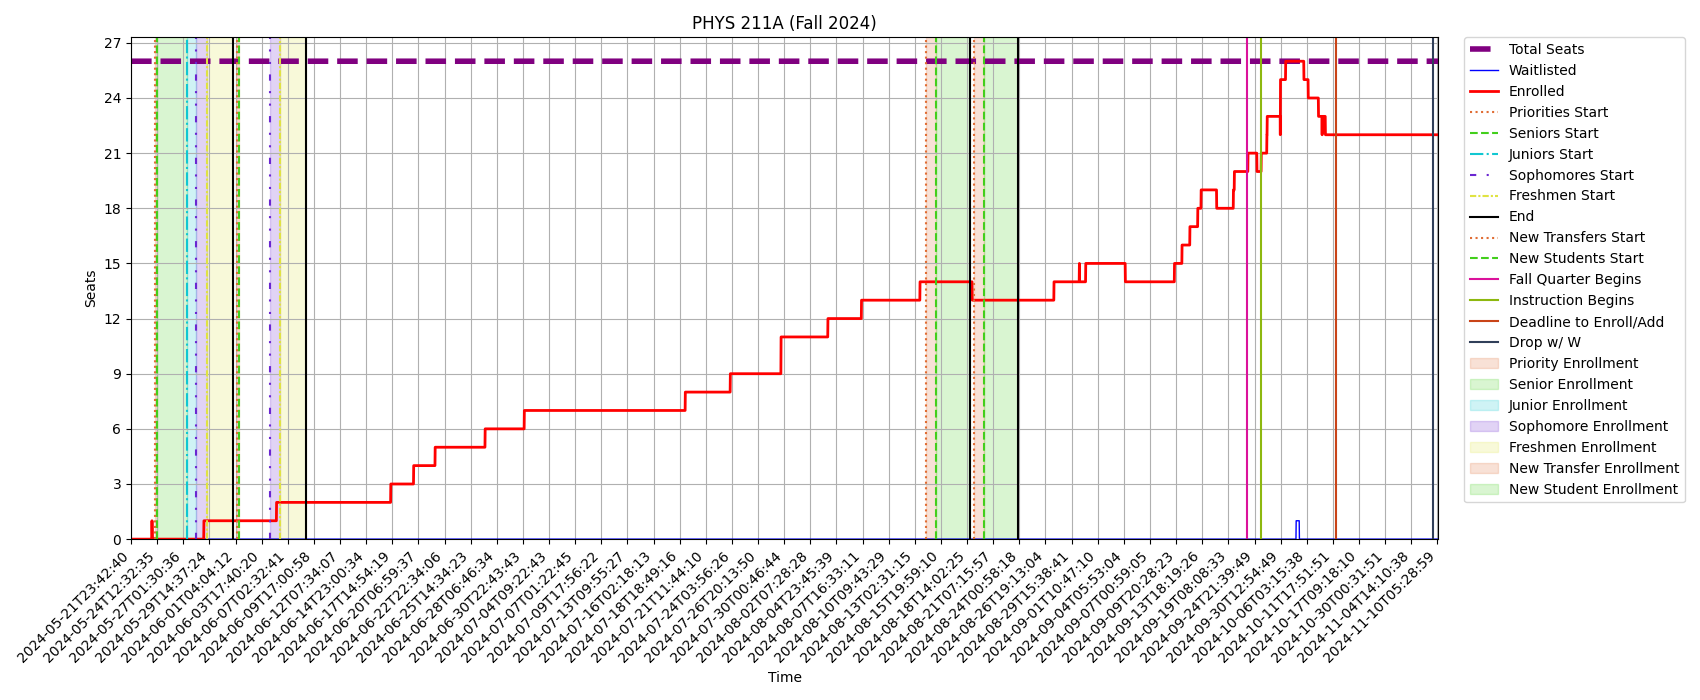 PHYS 211A (Fall 2024)
27
24
21
18
15
12
9
6
3
0
Seats
2024-05-21T23:42:40
2024-05-24T12:32:35
2024-05-27T01:30:36
2024-05-29T14:37:24
2024-06-01T04:04:12
2024-06-03T17:40:20
2024-06-07T02:32:41
2024-06-09T17:00:58
2024-06-12T07:34:07
2024-06-14T23:00:34
2024-06-17T14:54:19
2024-06-20T06:59:37
2024-06-22T22:34:06
2024-06-25T14:34:23
2024-06-28T06:46:34
2024-06-30T22:43:43
2024-07-04T09:22:43
2024-07-07T01:22:45
2024-07-09T17:56:22
2024-07-13T09:55:27
2024-07-16T02:18:13
2024-07-18T18:49:16
2024-07-21T11:44:10
2024-07-24T03:56:26
2024-07-26T20:13:50
2024-07-30T00:46:44
2024-08-02T07:28:28
2024-08-04T23:45:39
2024-08-07T16:33:11
2024-08-10T09:43:29
2024-08-13T02:31:15
2024-08-15T19:59:10
2024-08-18T14:02:25
2024-08-21T07:15:57
2024-08-24T00:58:18
2024-08-26T19:13:04
2024-08-29T15:38:41
2024-09-01T10:47:10
2024-09-04T05:53:04
2024-09-07T00:59:05
2024-09-09T20:28:23
2024-09-13T18:19:26
2024-09-19T08:08:33
2024-09-24T21:39:49
2024-09-30T12:54:49
2024-10-06T03:15:38
2024-10-11T17:51:51
2024-10-17T09:18:10
2024-10-30T00:31:51
2024-11-04T14:10:38
2024-11-10T05:28:59
Time
Total Seats
Waitlisted
Enrolled
Priorities Start
Seniors Start
Juniors Start
Sophomores Start
Freshmen Start
End
New Transfers Start
New Students Start
Fall Quarter Begins
Instruction Begins
Deadline to Enroll/Add
Drop w/ W
Priority Enrollment
Senior Enrollment
Junior Enrollment
Sophomore Enrollment
Freshmen Enrollment
New Transfer Enrollment
New Student Enrollment